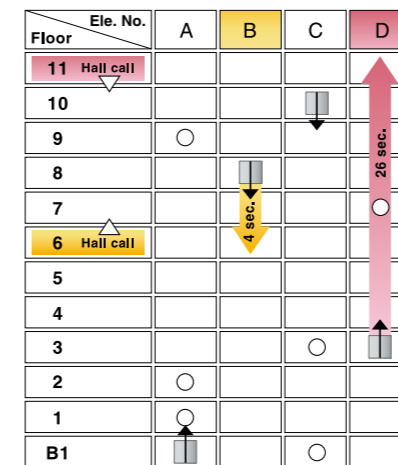 Ele. No.
Floor
A B C D
11 Hall call
10
9
8
7
6 Hall call
5
4
3
2
1
B1
4 sec.
26 sec.